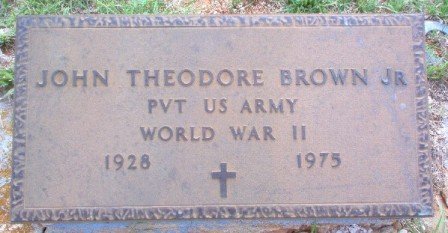 JOHN THEODORE BROWN JR
PVT US ARMY
WORLD WAR II
1928 1975